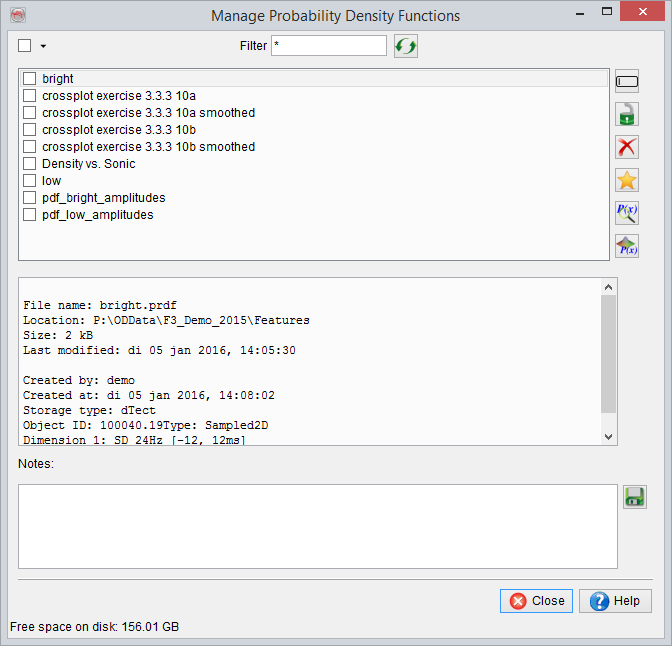 Manage Probability Density Functions
Filter *
bright
crossplot exercise 3.3.3 10a
crossplot exercise 3.3.3 10a smoothed
crossplot exercise 3.3.3 10b
crossplot exercise 3.3.3 10b smoothed
Density vs. Sonic
low
pdf_bright_amplitudes
pdf_low_amplitudes
P(x)
P(x)
File name: bright.prdf
Location: P:\ODData\F3_Demo_2015\Features
Size: 2 kB
Last modified: di 05 jan 2016, 14:05:30
Created by: demo
Created at: di 05 jan 2016, 14:08:02
Storage type: dTect
Object ID: 100040.19Type: Sampled2D
Dimension 1: SD 24Hz [-12, 12ms]
Notes:
Close
? Help
Free space on disk: 156.01 GB